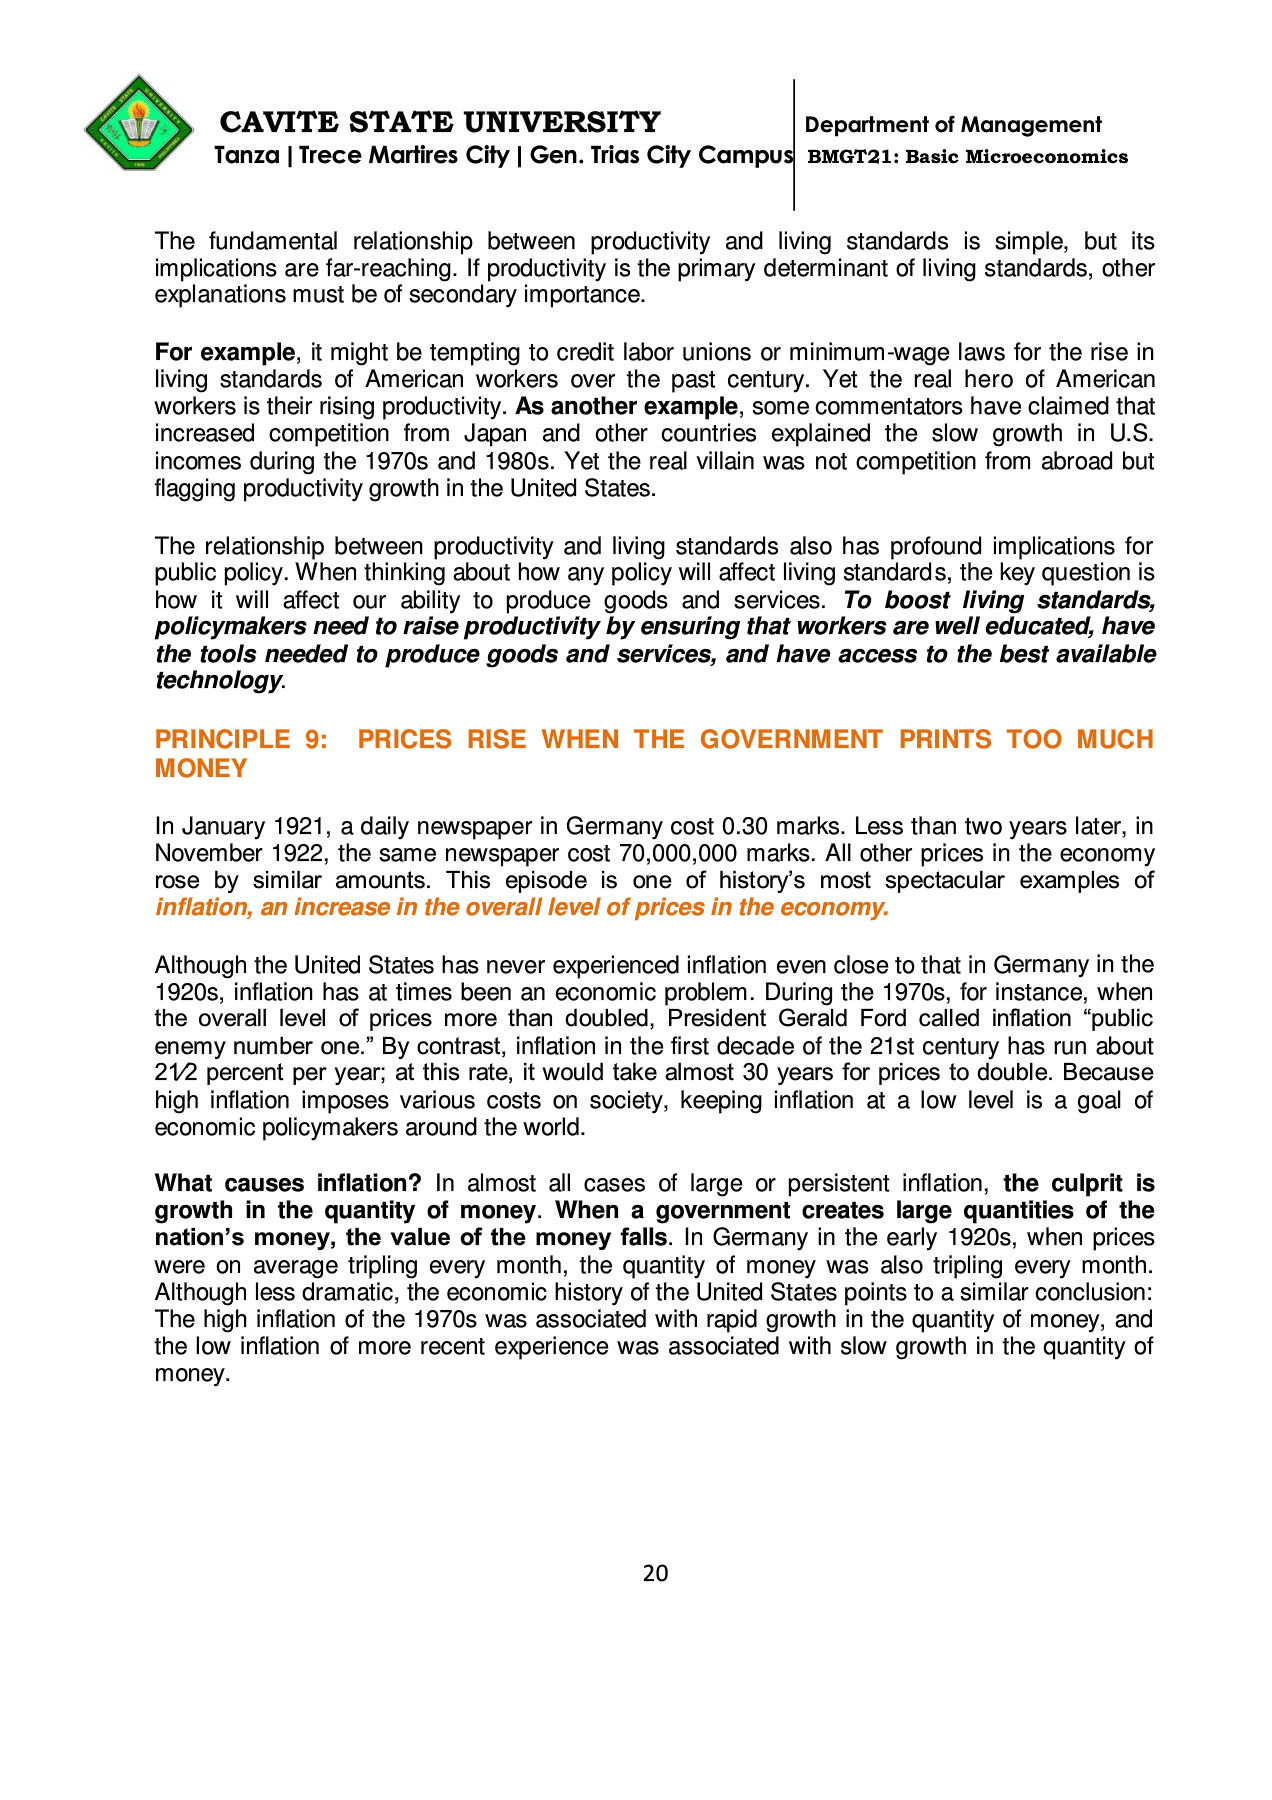 CAVITE STATE UNIVERSITY
Tanza | Trece Martires City | Gen. Trias City Campus
Department of Management
BMGT21: Basic Microeconomics
The fundamental relationship between productivity and living standards is simple, but its
implications are far-reaching. If productivity is the primary determinant of living standards, other
explanations must be of secondary importance.
For example, it might be tempting to credit labor unions or minimum-wage laws for the rise in
living standards of American workers over the past century. Yet the real hero of American
workers is their rising productivity. As another example, some commentators have claimed that
increased competition from Japan and other countries explained the slow growth in U.S.
incomes during the 1970s and 1980s. Yet the real villain was not competition from abroad but
flagging productivity growth in the United States.
The relationship between productivity and living standards also has profound implications for
public policy. When thinking about how any policy will affect living standards, the key question is
how it will affect our ability to produce goods and services. To boost living standards,
policymakers need to raise productivity by ensuring that workers are well educated, have
the tools needed to produce goods and services, and have access to the best available
technology.
PRINCIPLE 9: PRICES RISE WHEN THE GOVERNMENT PRINTS TOO MUCH
MONEY
In January 1921, a daily newspaper in Germany cost 0.30 marks. Less than two years later, in
November 1922, the same newspaper cost 70,000,000 marks. All other prices in the economy
rose by similar amounts. This episode is one of history’s most spectacular examples of
inflation, an increase in the overall level of prices in the economy.
Although the United States has never experienced inflation even close to that in Germany in the
1920s, inflation has at times been an economic problem. During the 1970s, for instance, when
the overall level of prices more than doubled, President Gerald Ford called inflation “public
enemy number one.” By contrast, inflation in the first decade of the 21st century has run about
21⁄2 percent per year; at this rate, it would take almost 30 years for prices to double. Because
high inflation imposes various costs on society, keeping inflation at a low level is a goal of
economic policymakers around the world.
What causes inflation? In almost all cases of large or persistent inflation, the culprit is
growth in the quantity of money. When a government creates large quantities of the
nation’s money, the value of the money falls. In Germany in the early 1920s, when prices
were on average tripling every month, the quantity of money was also tripling every month.
Although less dramatic, the economic history of the United States points to a similar conclusion:
The high inflation of the 1970s was associated with rapid growth in the quantity of money, and
the low inflation of more recent experience was associated with slow growth in the quantity of
money.
20